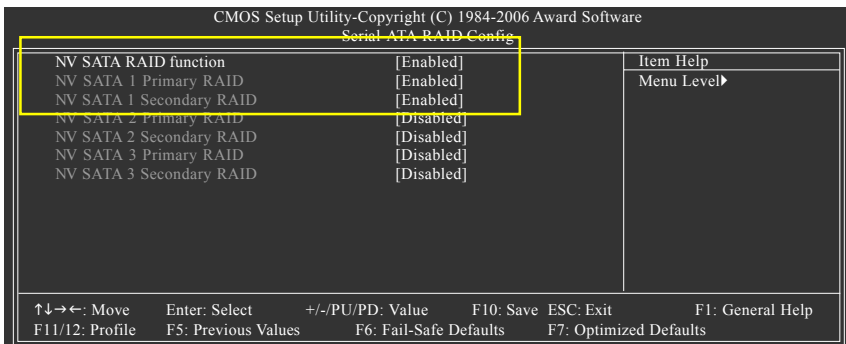 CMOS Setup Utility-Copyright (C) 1984-2006 Award Software
Serial-ATA RAID Config
NV SATA RAID function [Enabled] Item Help
NV SATA 1 Primary RAID [Enabled] Menu Level▶
NV SATA 1 Secondary RAID [Enabled]
NV SATA 2 Primary RAID [Disabled]
NV SATA 2 Secondary RAID [Disabled]
NV SATA 3 Primary RAID [Disabled]
NV SATA 3 Secondary RAID [Disabled]
↑↓→←: Move Enter: Select +/-/PU/PD: Value F10: Save ESC: Exit F1: General Help
F11/12: Profile F5: Previous Values F6: Fail-Safe Defaults F7: Optimized Defaults